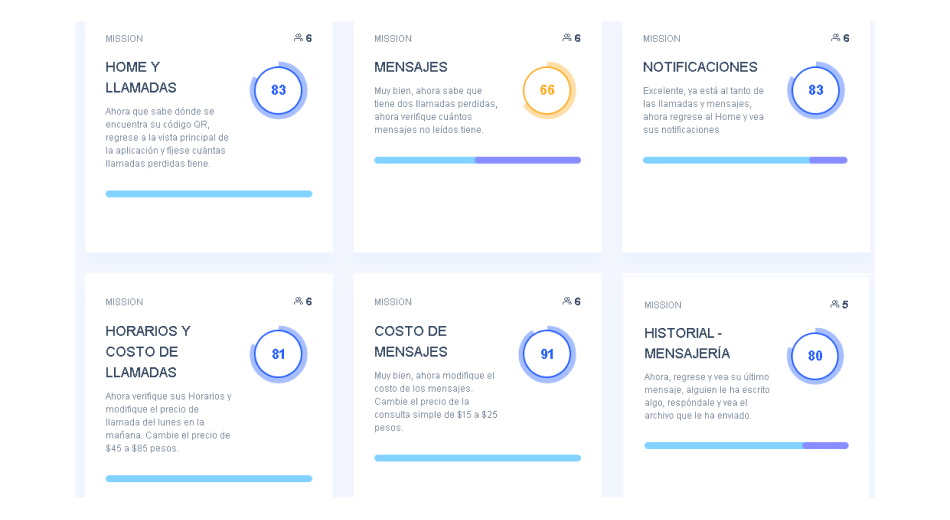 MISSION
6
HOME Y
LLAMADAS
83
Ahora que sabe dónde se
encuentra su código QR,
regrese a la vista principal de
la aplicación y fíjese cuántas
llamadas perdidas tiene.
MISSION
6
MENSAJES
66
Muy bien, ahora sabe que
tiene dos llamadas perdidas,
ahora verifique cuántos
mensajes no leídos tiene.
MISSION
6
NOTIFICACIONES
83
Excelente, ya está al tanto de
las llamadas y mensajes,
ahora regrese al Home y vea
sus notificaciones
MISSION
6
HORARIOS Y
COSTO DE
LLAMADAS
81
Ahora verifique sus Horarios y
modifique el precio de
llamada del lunes en la
mañana. Cambie el precio de
$45 a $85 pesos.
MISSION
6
COSTO DE
MENSAJES
91
Muy bien, ahora modifique el
costo de los mensajes.
Cambie el precio de la
consulta simple de $15 a $25
pesos.
MISSION
5
HISTORIAL -
MENSAJERÍA
80
Ahora, regrese y vea su último
mensaje, alguien le ha escrito
algo, respóndale y vea el
archivo que le ha enviado.